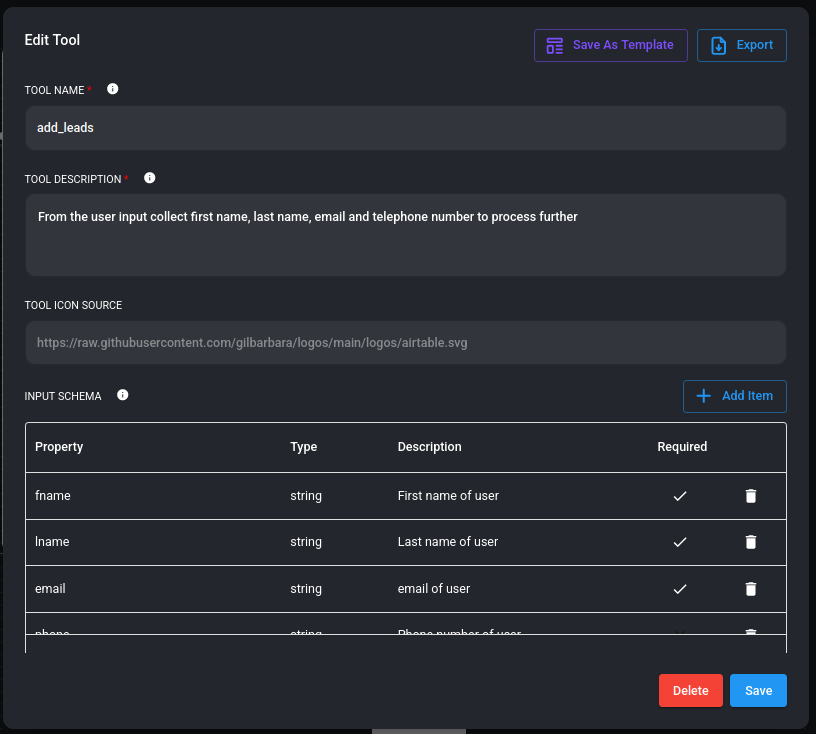 Edit Tool
Save As Template
Export
TOOL NAME *
add_leads
TOOL DESCRIPTION *
From the user input collect first name, last name, email and telephone number to process further
TOOL ICON SOURCE
https://raw.githubusercontent.com/gilbarbara/logos/main/logos/airtable.svg
INPUT SCHEMA
Add Item
Property Type Description Required
fname string First name of user
lname string Last name of user
email string email of user
phone string Phone number of user
Delete
Save